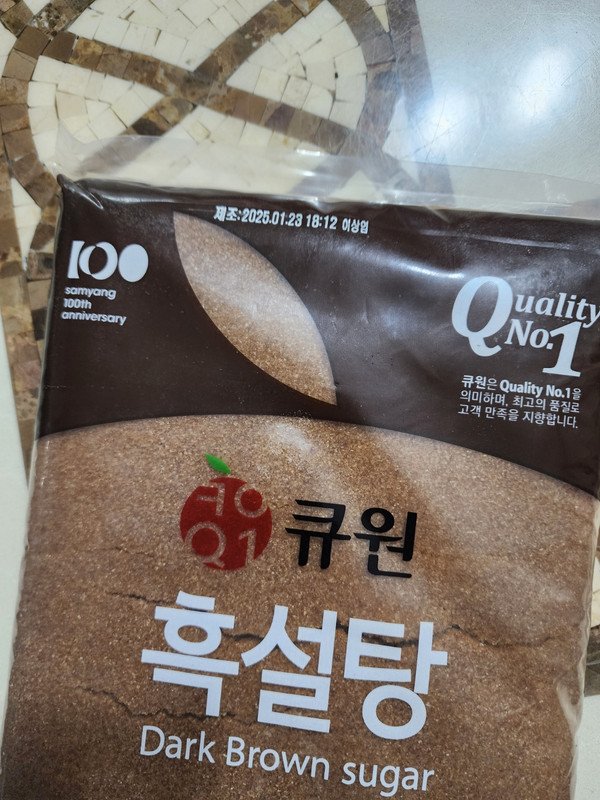 제조:2025.01.23 18:12 이상업
100
samyang
100th
anniversary
Quality
No.1
큐원은 Quality No.1을
의미하며, 최고의 품질로
고객 만족을 지향합니다.
Q1
큐원
흑설탕
Dark Brown sugar